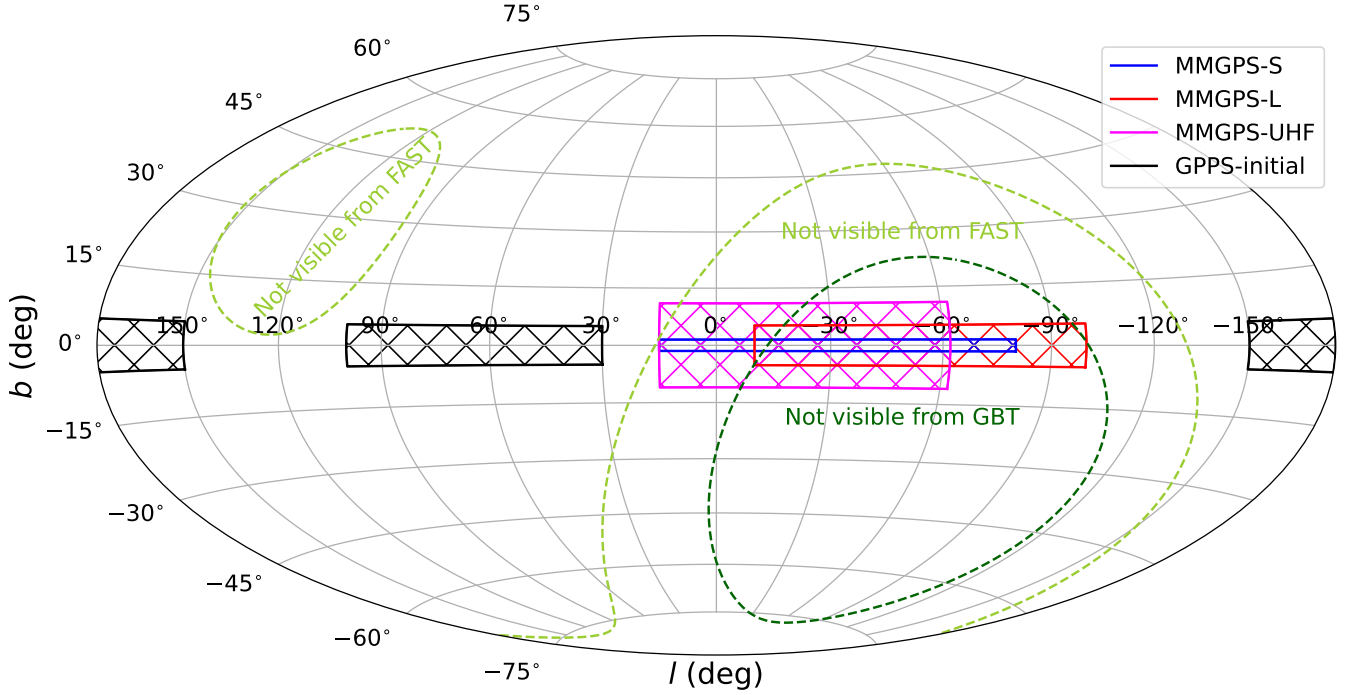 75°
60°
45°
30°
15°
0°
−15°
−30°
−45°
−60°
−75°
b (deg)
l (deg)
150° 120° 90° 60° 30° 0° −30° −60° −90° −120° −150°
Not visible from FAST
Not visible from FAST
Not visible from GBT
MMGPS-S
MMGPS-L
MMGPS-UHF
GPPS-initial